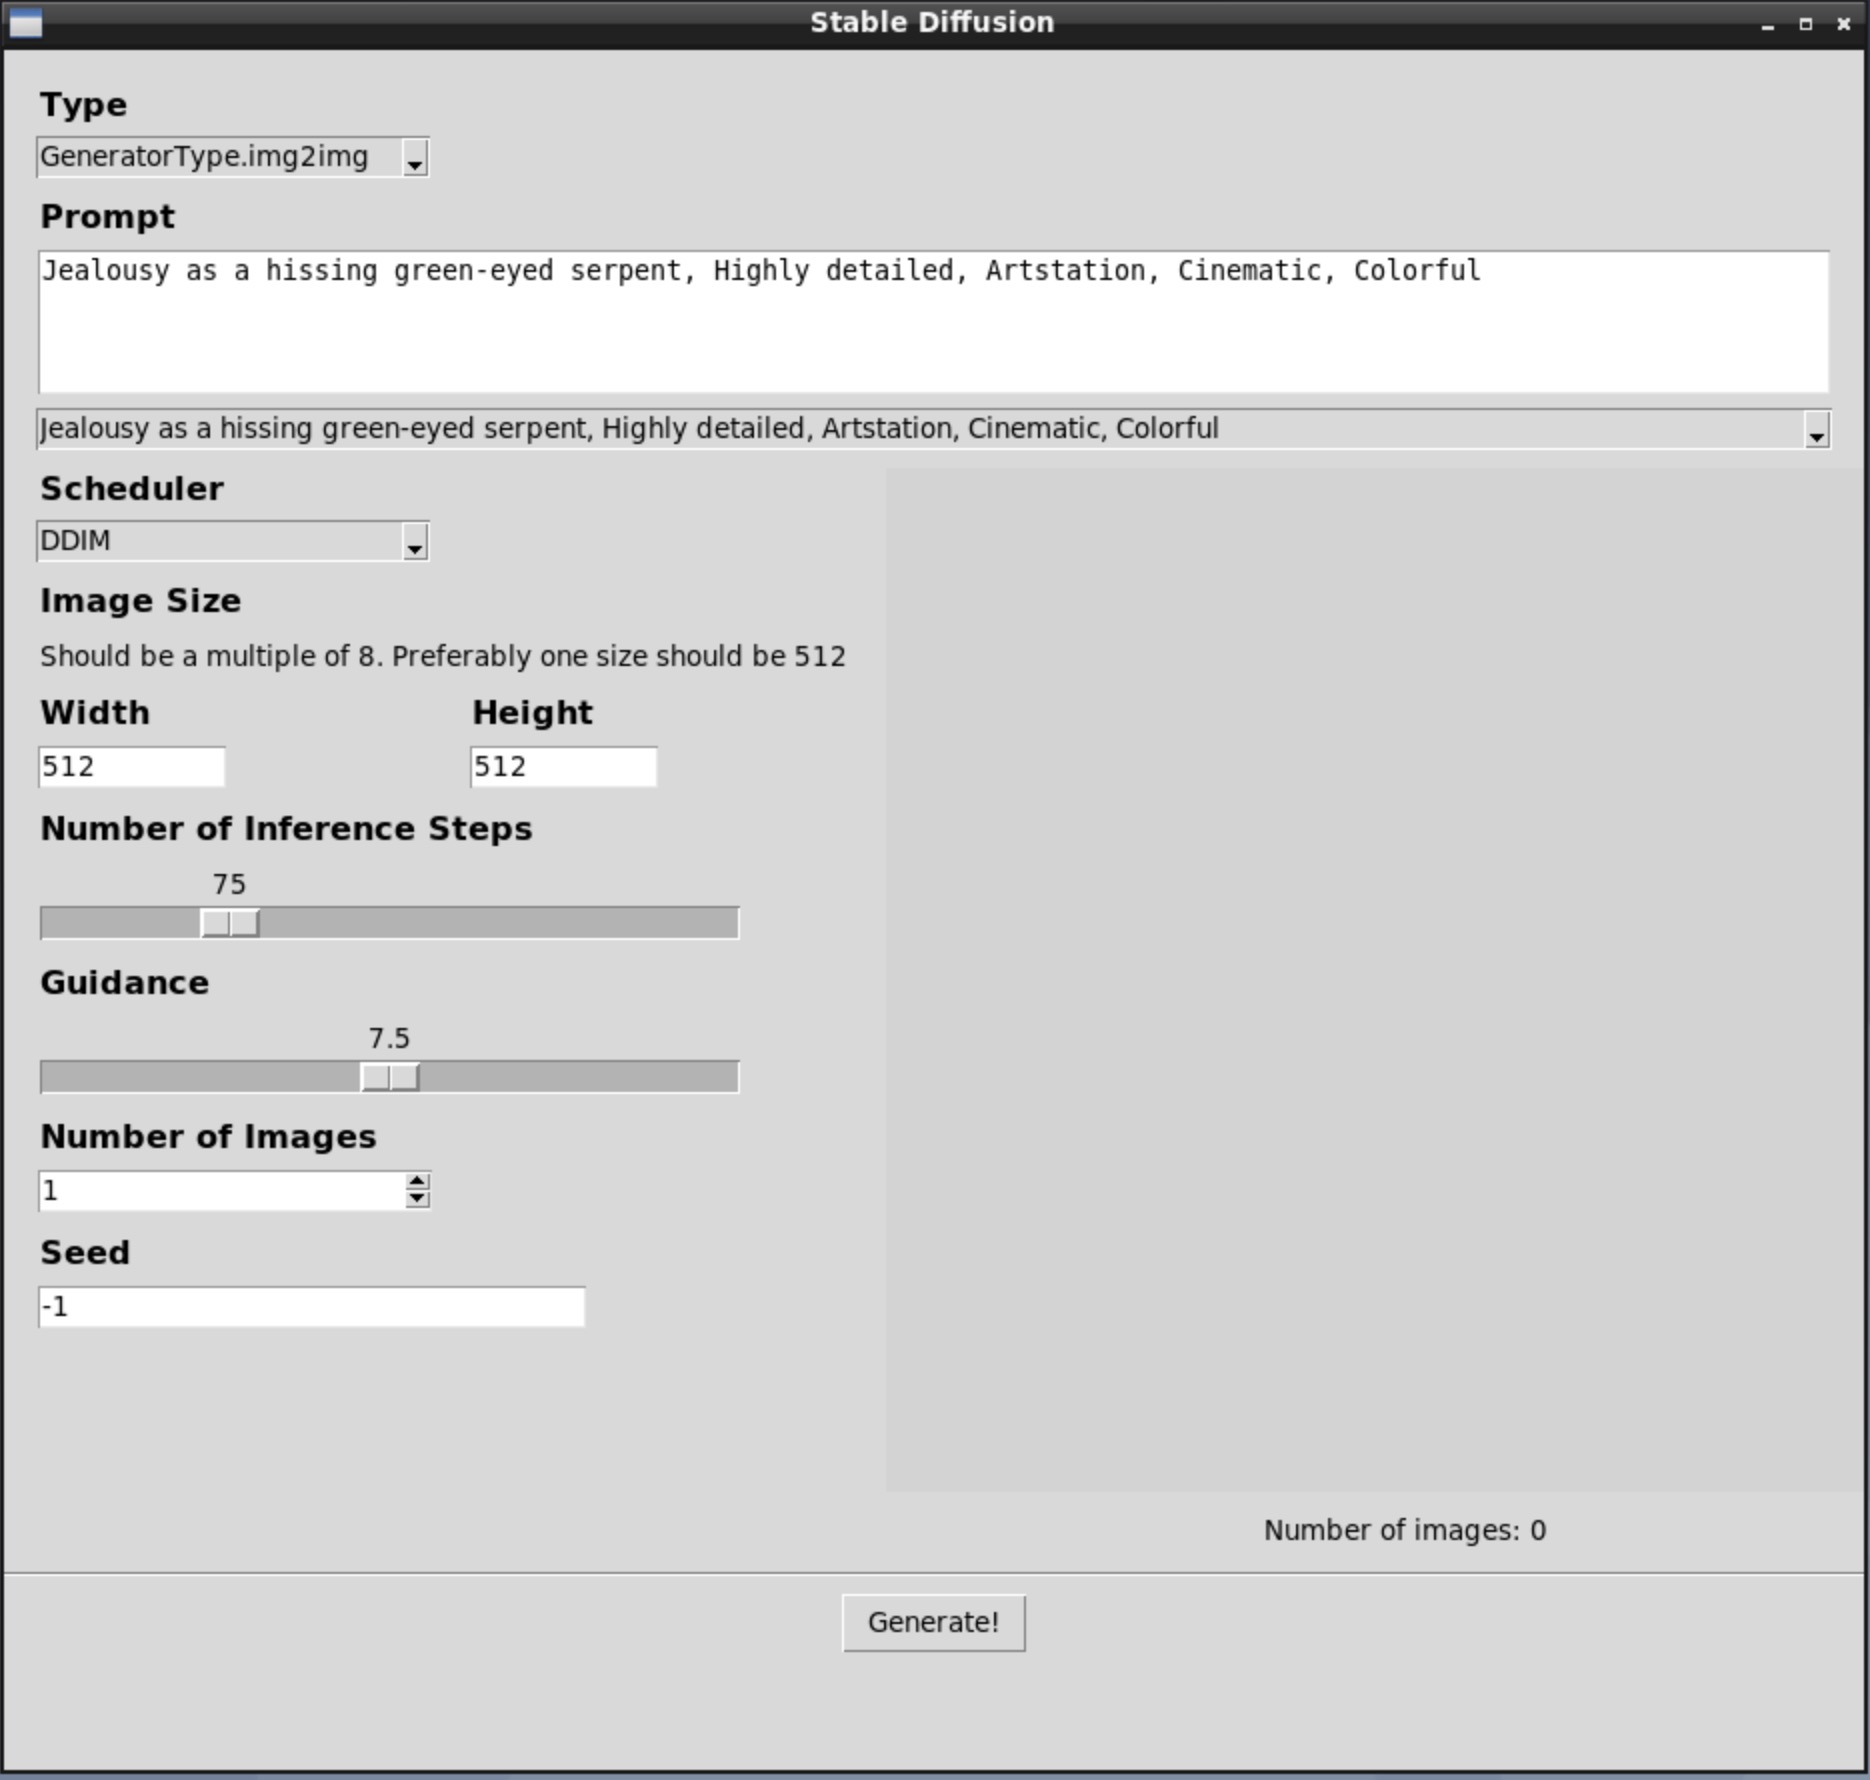 Stable Diffusion
Type
GeneratorType.img2img
Prompt
Jealousy as a hissing green-eyed serpent, Highly detailed, Artstation, Cinematic, Colorful
Jealousy as a hissing green-eyed serpent, Highly detailed, Artstation, Cinematic, Colorful
Scheduler
DDIM
Image Size
Should be a multiple of 8. Preferably one size should be 512
Width Height
512 512
Number of Inference Steps
75
Guidance
7.5
Number of Images
1
Seed
-1
Number of images: 0
Generate!